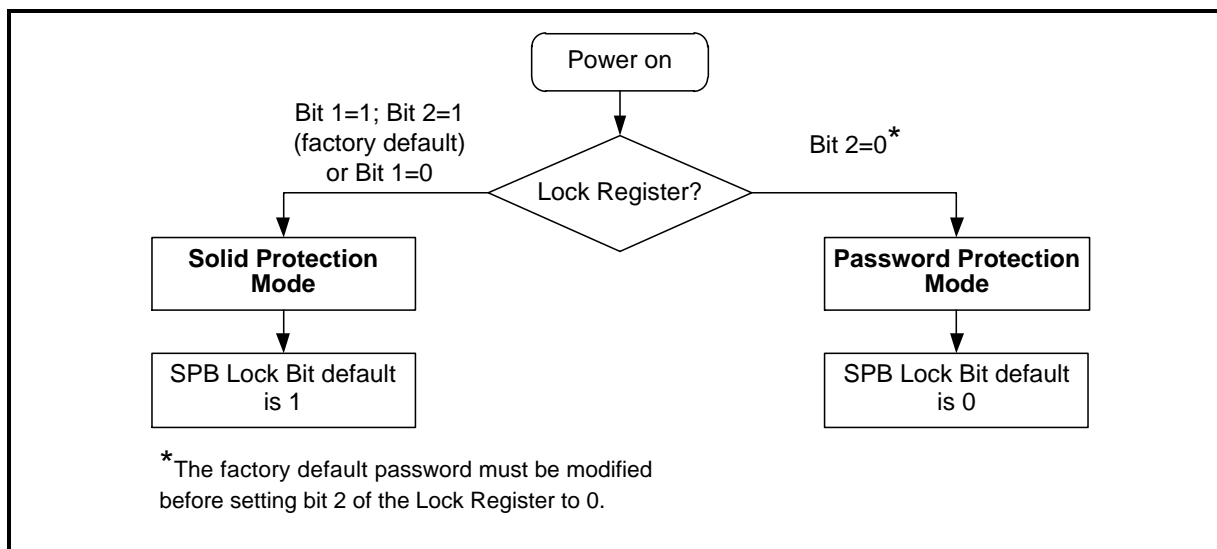 Power on
Bit 1=1; Bit 2=1
(factory default)
or Bit 1=0
Bit 2=0*
Lock Register?
Solid Protection
Mode
Password Protection
Mode
SPB Lock Bit default
is 1
SPB Lock Bit default
is 0
*The factory default password must be modified
before setting bit 2 of the Lock Register to 0.